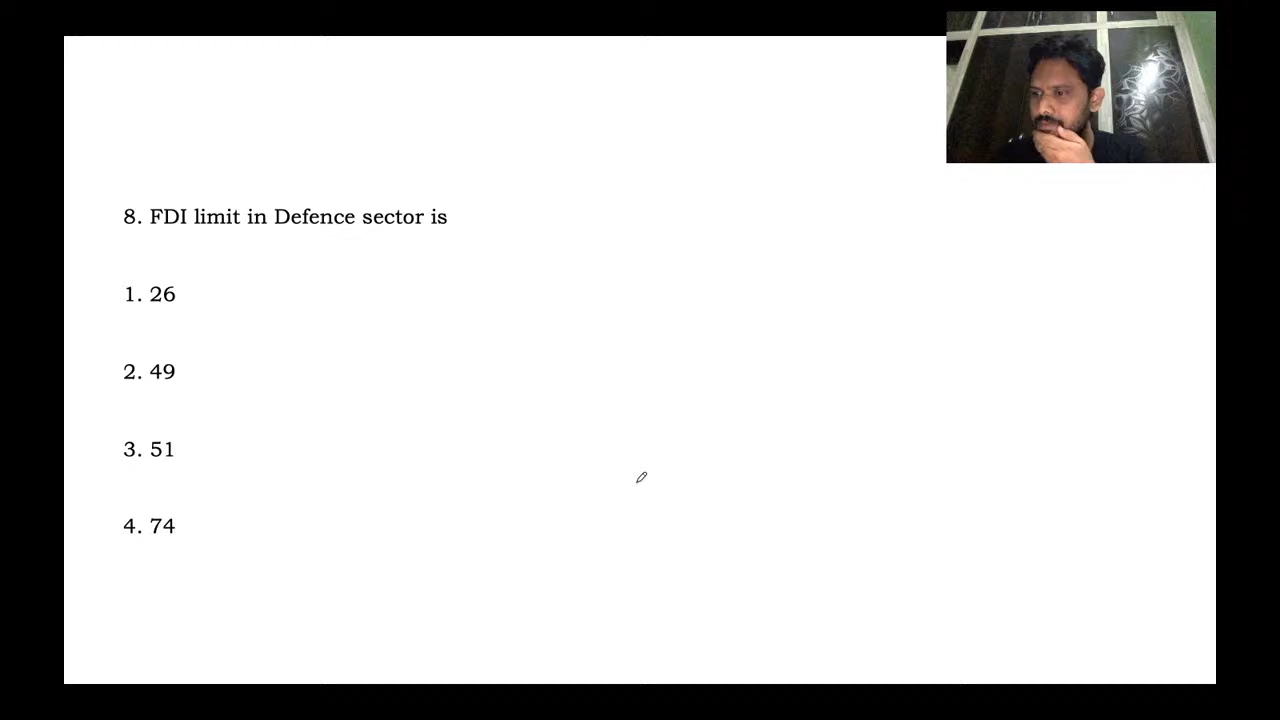 8. FDI limit in Defence sector is
1. 26
2. 49
3. 51
4. 74